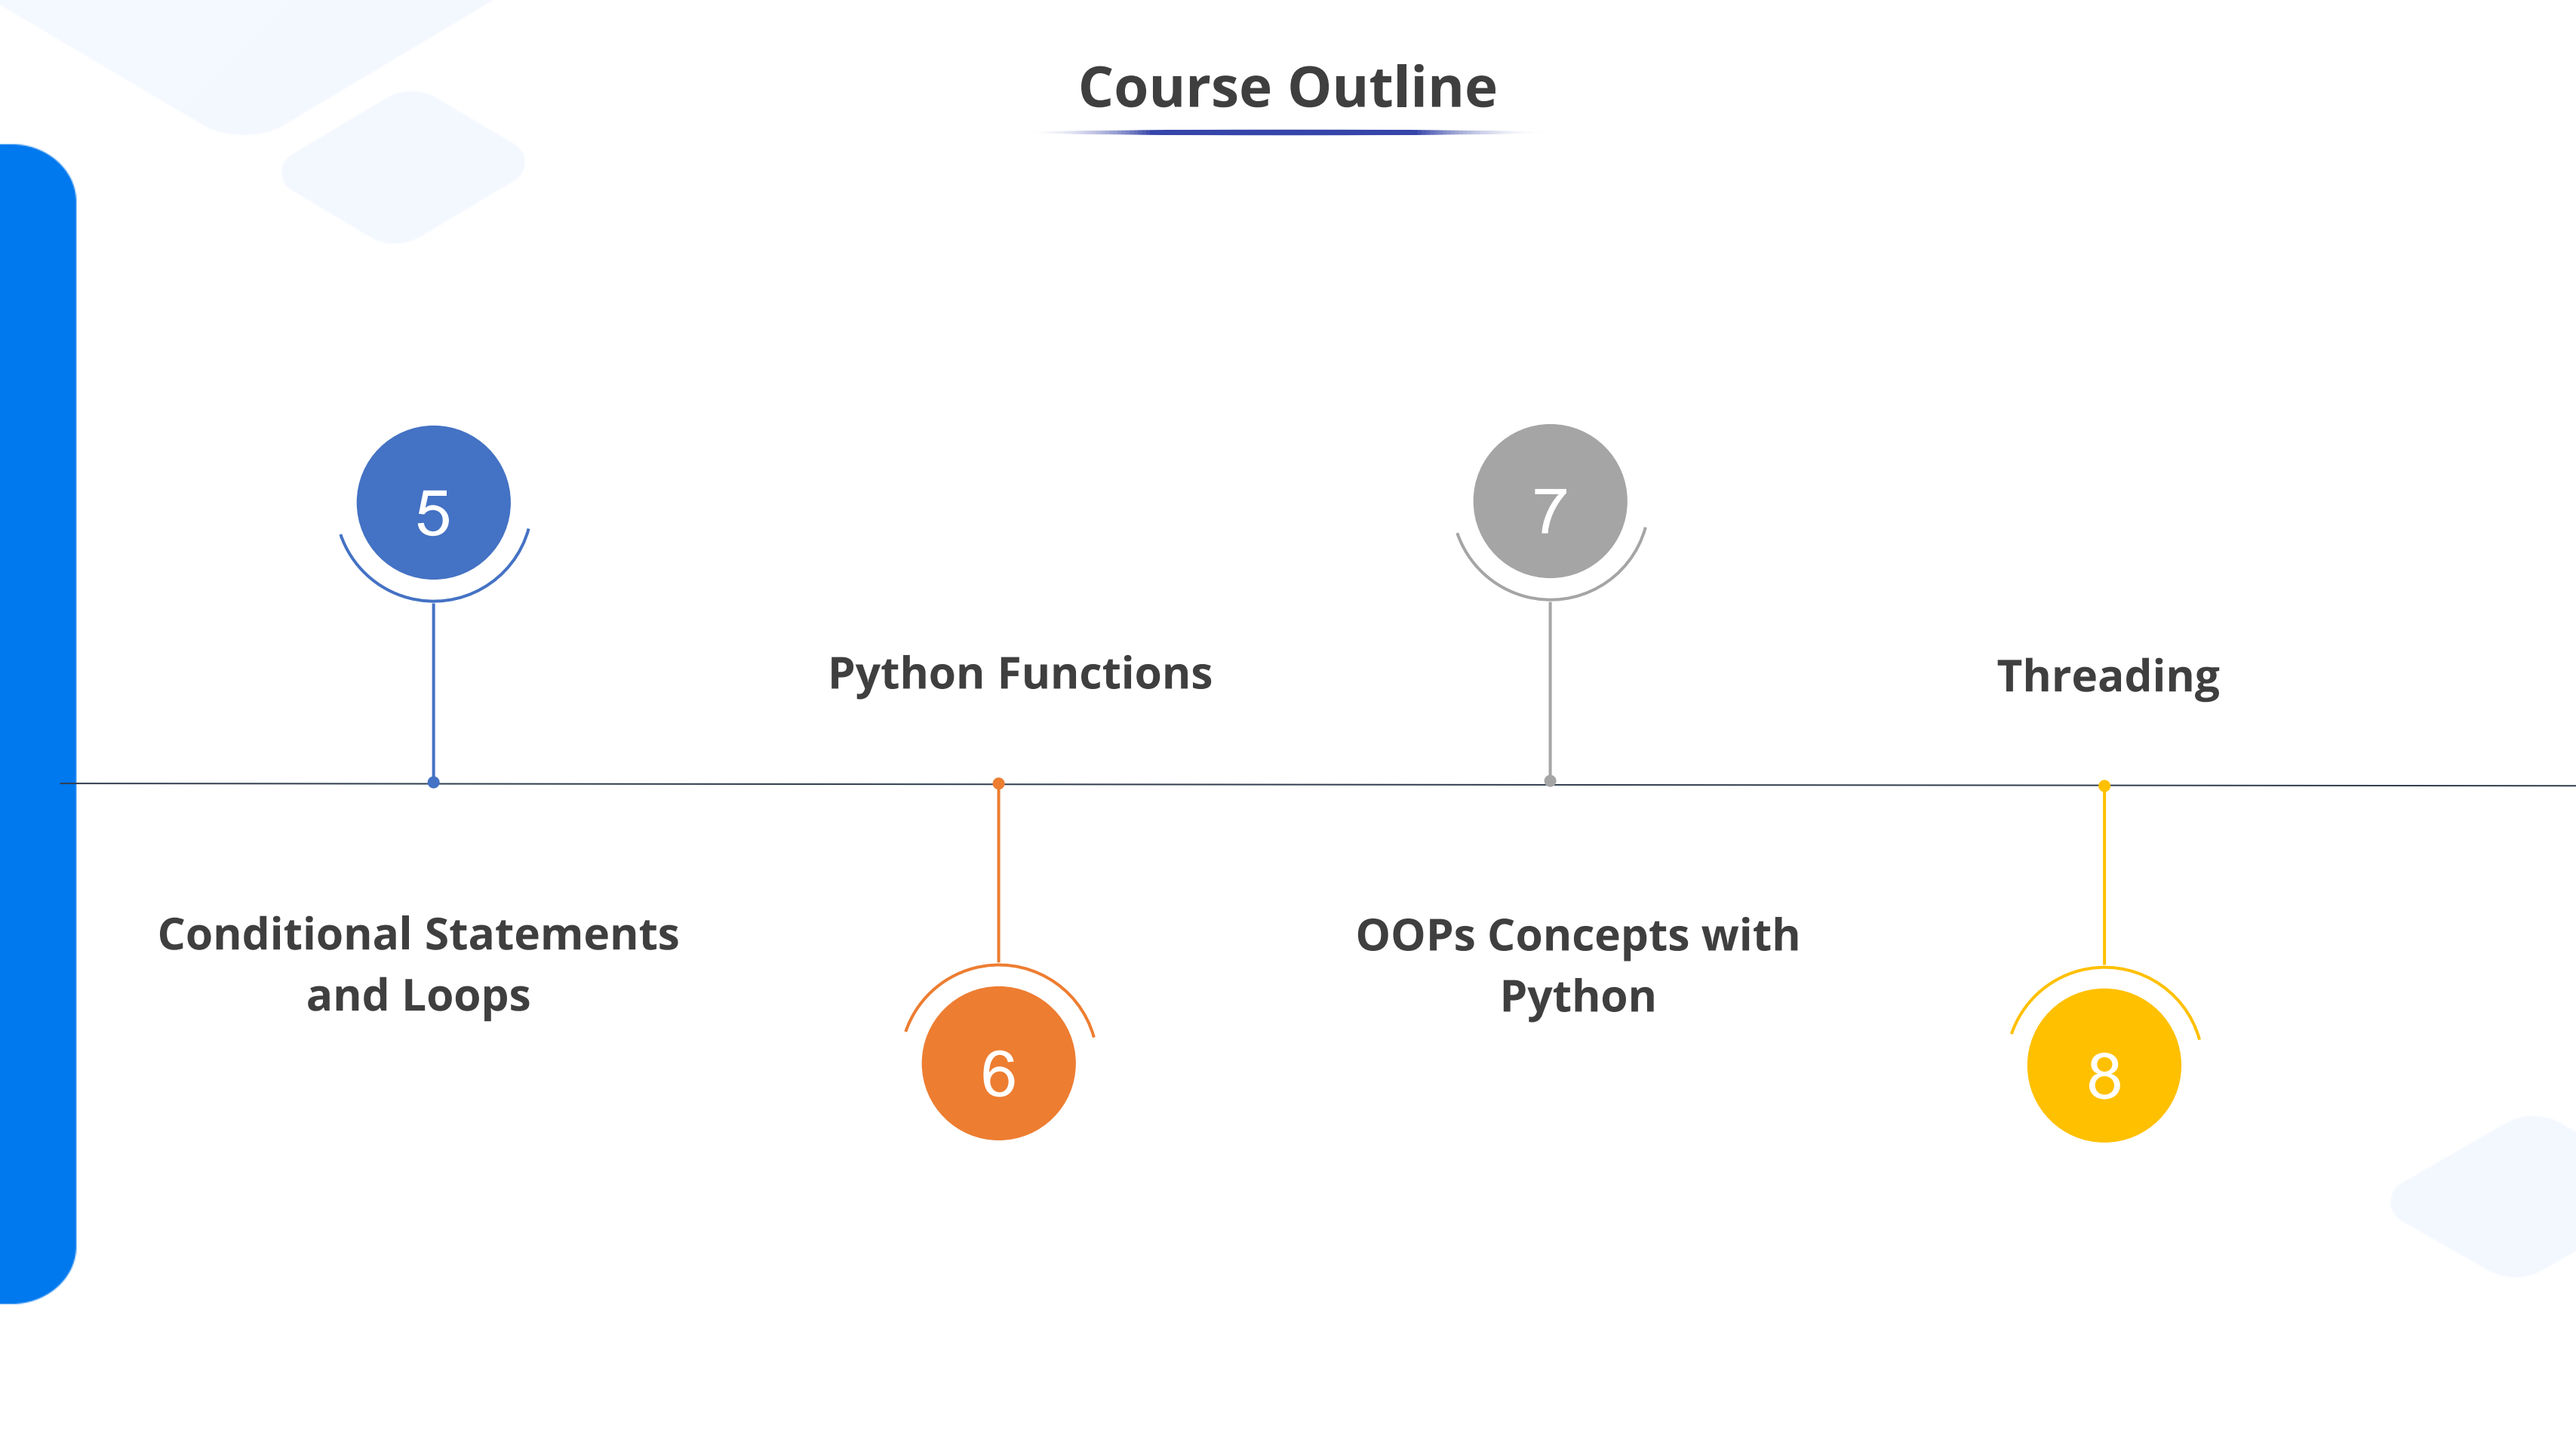 Course Outline
5
Conditional Statements
and Loops
Python Functions
6
7
OOPs Concepts with
Python
Threading
8